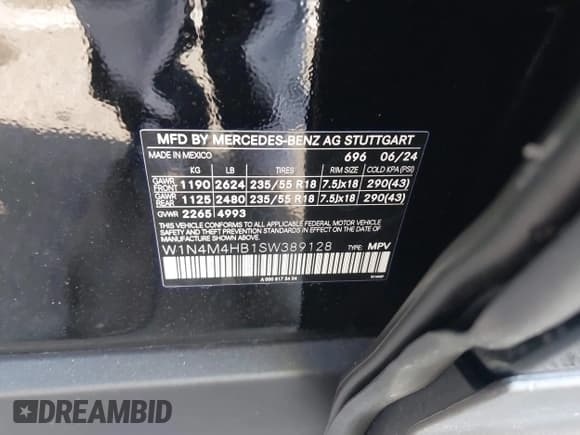 MFD BY MERCEDES-BENZ AG STUTTGART
MADE IN MEXICO 696 06/24
KG LB TIRES RIM SIZE COLD KPA (PSI)
GAWR FRONT 1190 2624 235/55 R18 7.5Jx18 290(43)
GAWR REAR 1125 2480 235/55 R18 7.5Jx18 290(43)
GVWR 2265 4993
THIS VEHICLE CONFORMS TO ALL APPLICABLE FEDERAL MOTOR VEHICLE
SAFETY AND THEFT PREVENTION STANDARDS IN EFFECT ON THE DATE
OF MANUFACTURE SHOWN ABOVE.
W1N4M4HB1SW389128 TYPE: MPV
DREAMBID